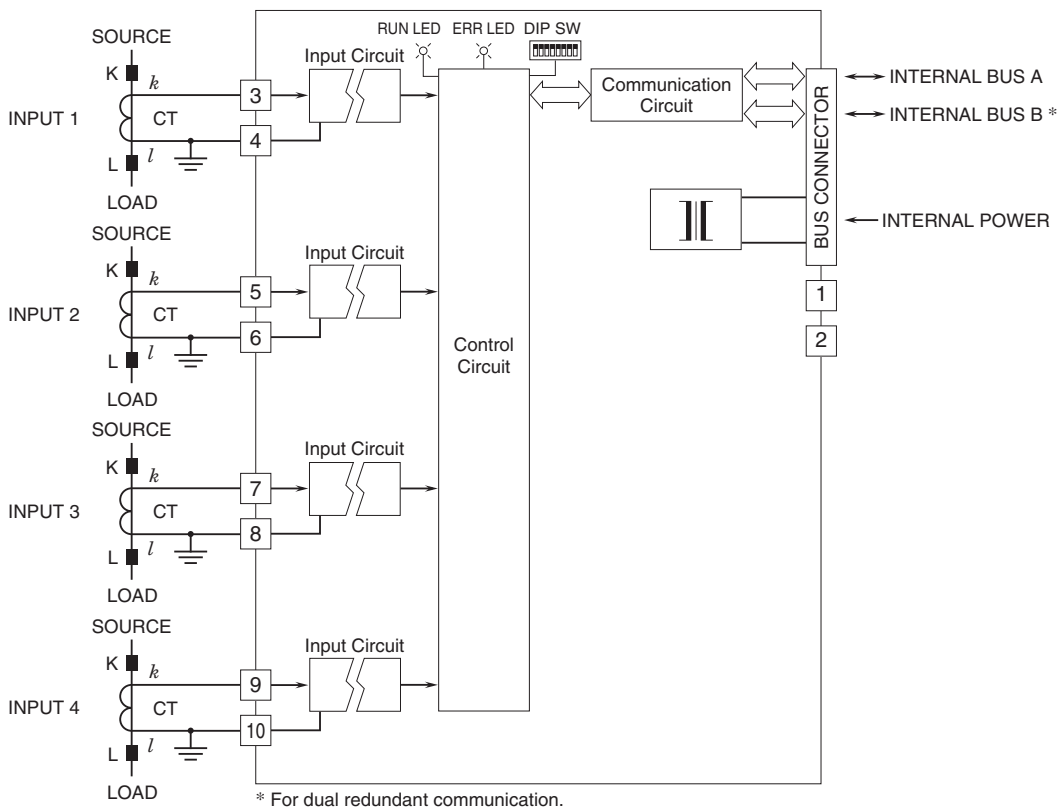 RUN LED ERR LED DIP SW
SOURCE
Input Circuit
K
k
3
INPUT 1
CT
4
L
l
LOAD
Communication
Circuit
BUS CONNECTOR
INTERNAL BUS A
INTERNAL BUS B *
INTERNAL POWER
1
2
SOURCE
Input Circuit
K
k
5
INPUT 2
CT
6
L
l
LOAD
Control
Circuit
SOURCE
Input Circuit
K
k
7
INPUT 3
CT
8
L
l
LOAD
SOURCE
Input Circuit
K
k
9
INPUT 4
CT
10
L
l
LOAD
* For dual redundant communication.